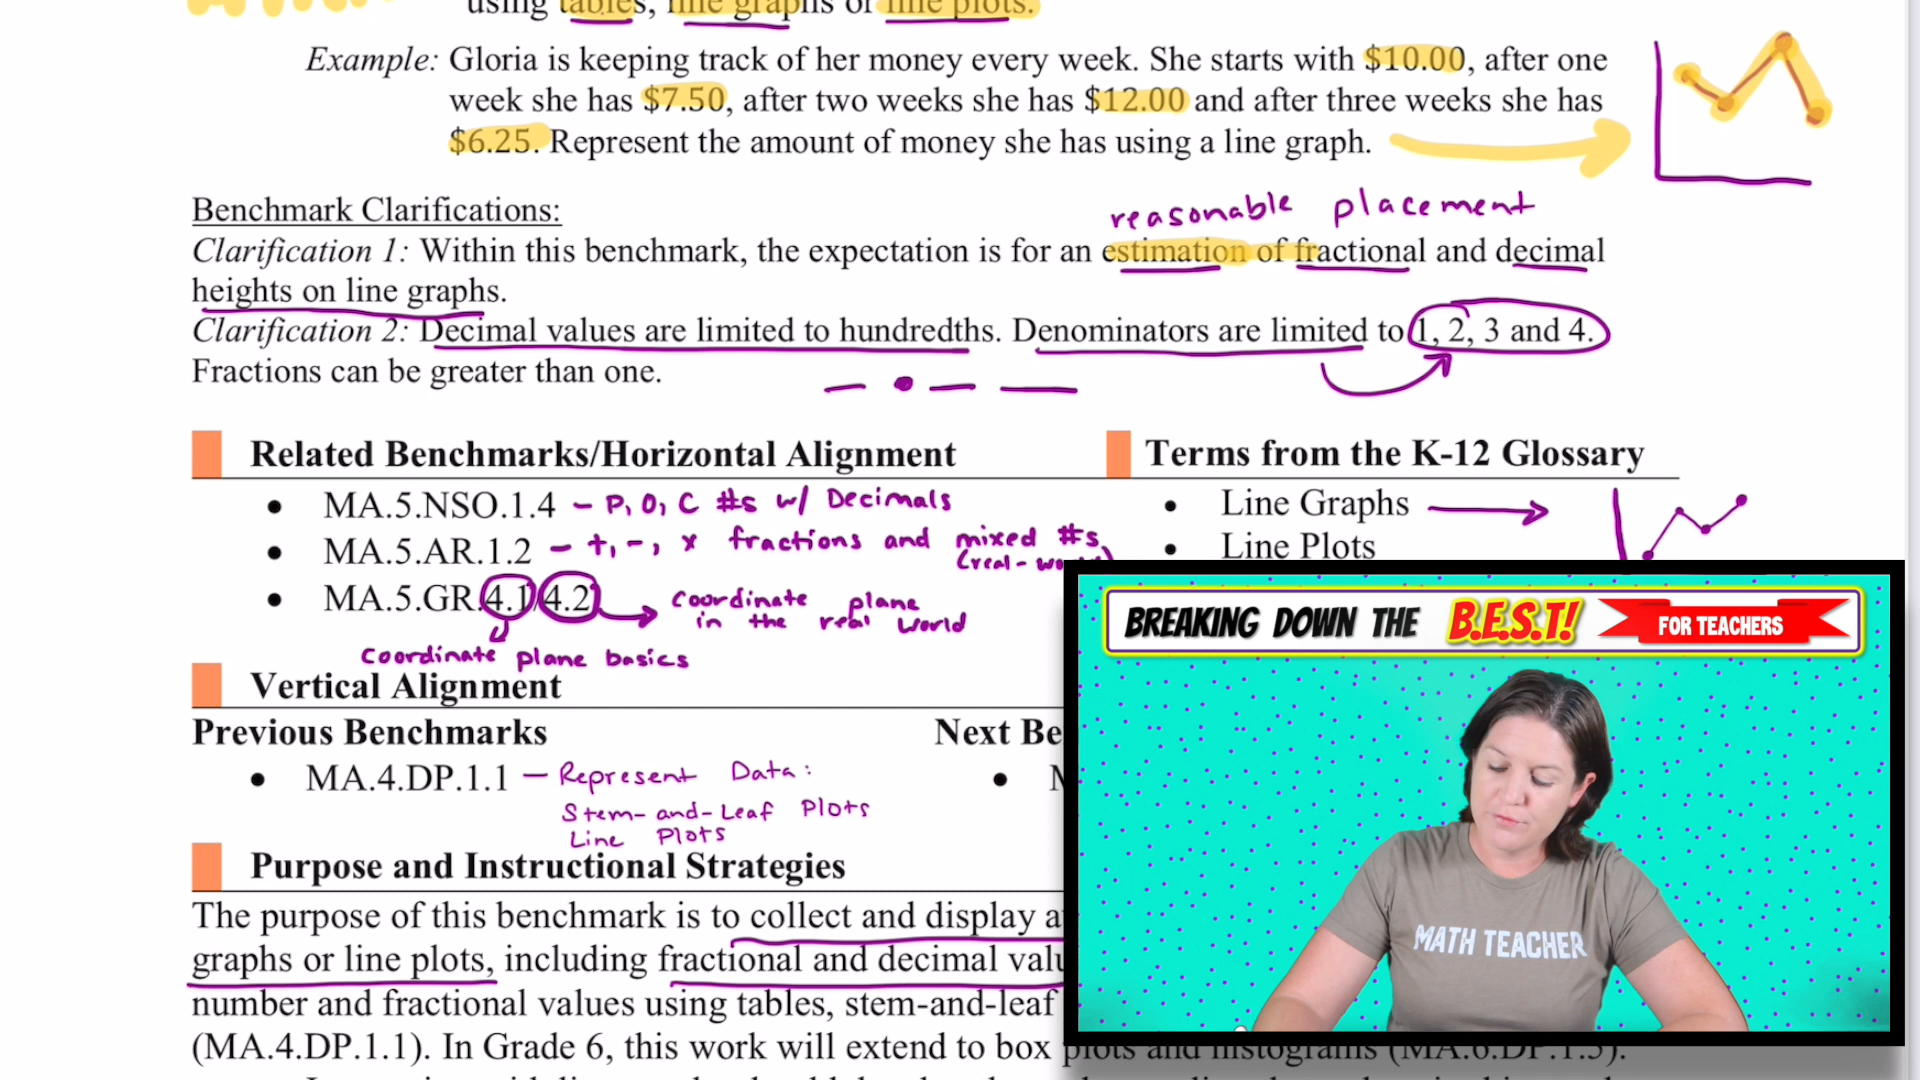 using tables, line graphs or line plots.
Example: Gloria is keeping track of her money every week. She starts with $10.00, after one
week she has $7.50, after two weeks she has $12.00 and after three weeks she has
$6.25. Represent the amount of money she has using a line graph.
Benchmark Clarifications:
reasonable placement
Clarification 1: Within this benchmark, the expectation is for an estimation of fractional and decimal
heights on line graphs.
Clarification 2: Decimal values are limited to hundredths. Denominators are limited to 1, 2, 3 and 4.
Fractions can be greater than one.
Related Benchmarks/Horizontal Alignment
• MA.5.NSO.1.4 – P, O, C #s w/ Decimals
• MA.5.AR.1.2 – +, -, x fractions and mixed #s
(real-wo
• MA.5.GR.4.1/4.2 coordinate plane
in the real world
coordinate plane basics
Terms from the K-12 Glossary
• Line Graphs
• Line Plots
Vertical Alignment
Previous Benchmarks
• MA.4.DP.1.1 – Represent Data:
Stem-and-Leaf Plots
Line Plots
Next Be
• M
Purpose and Instructional Strategies
The purpose of this benchmark is to collect and display a
graphs or line plots, including fractional and decimal valu
number and fractional values using tables, stem-and-leaf
(MA.4.DP.1.1). In Grade 6, this work will extend to box plots and histograms (MA.6.DP.1.5).
BREAKING DOWN THE B.E.S.T! FOR TEACHERS
MATH TEACHER